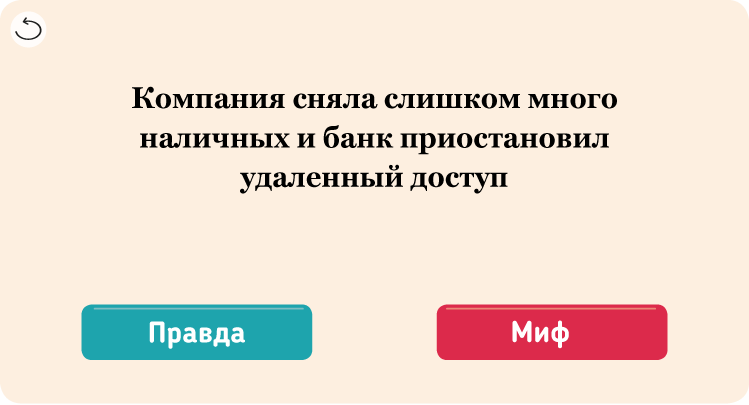 Компания сняла слишком много
наличных и банк приостановил
удаленный доступ
Правда
Миф